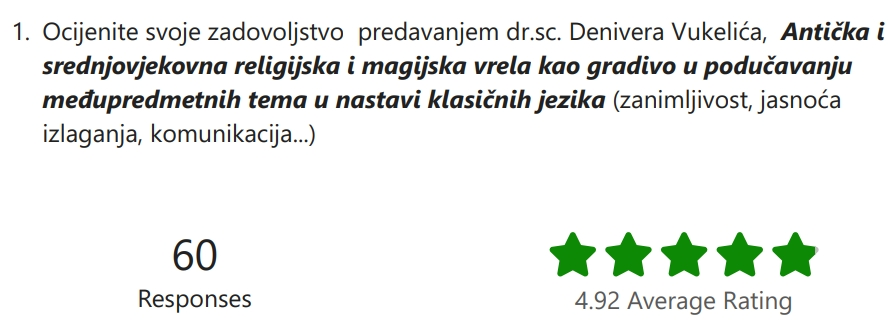 1. Ocijenite svoje zadovoljstvo predavanjem dr.sc. Denivera Vukelića, Antička i
srednjovjekovna religijska i magijska vrela kao gradivo u podučavanju
međupredmetnih tema u nastavi klasičnih jezika (zanimljivost, jasnoća
izlaganja, komunikacija...)
60
Responses
4.92 Average Rating